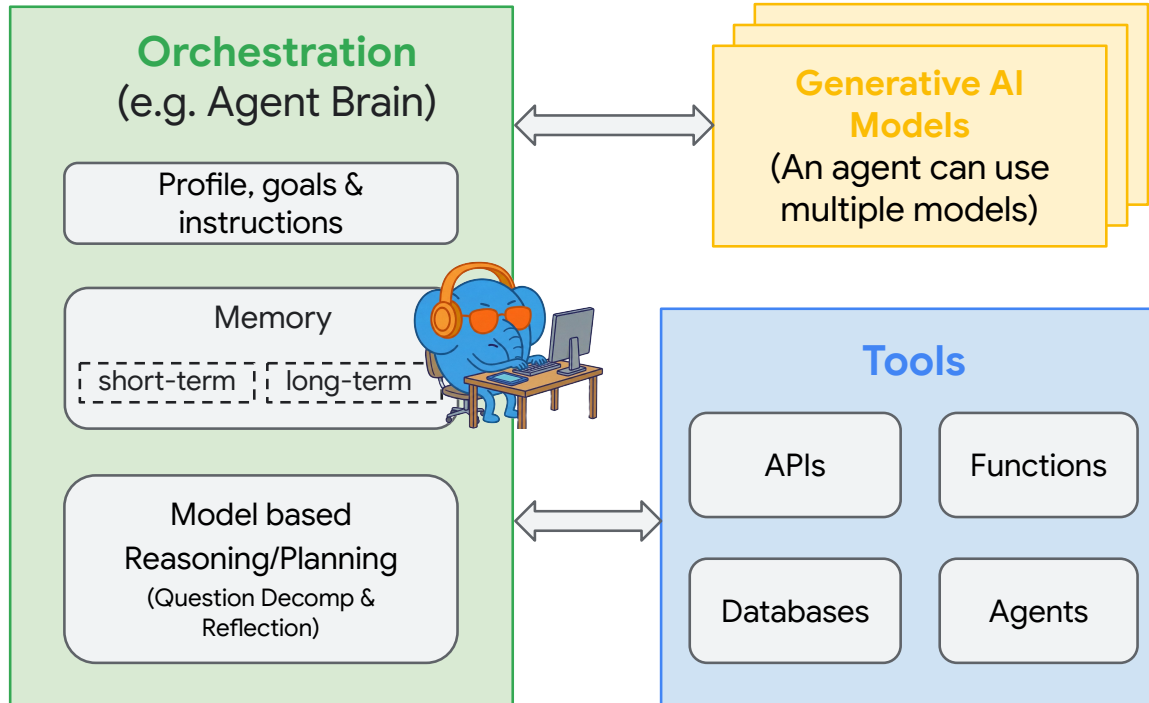 Orchestration
(e.g. Agent Brain)
Profile, goals &
instructions
Memory
short-term
long-term
Model based
Reasoning/Planning
(Question Decomp &
Reflection)
Generative AI
Models
(An agent can use
multiple models)
Tools
APIs
Functions
Databases
Agents